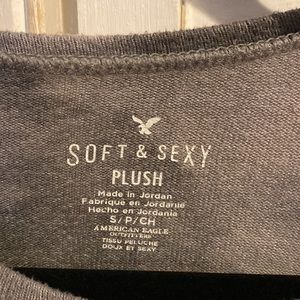 SOFT & SEXY
PLUSH
Made in Jordan
Fabriqué en Jordanie
Hecho en Jordania
S/P/CH
AMERICAN EAGLE
OUTFITTERS
TISSU PELUCHE
DOUX ET SEXY